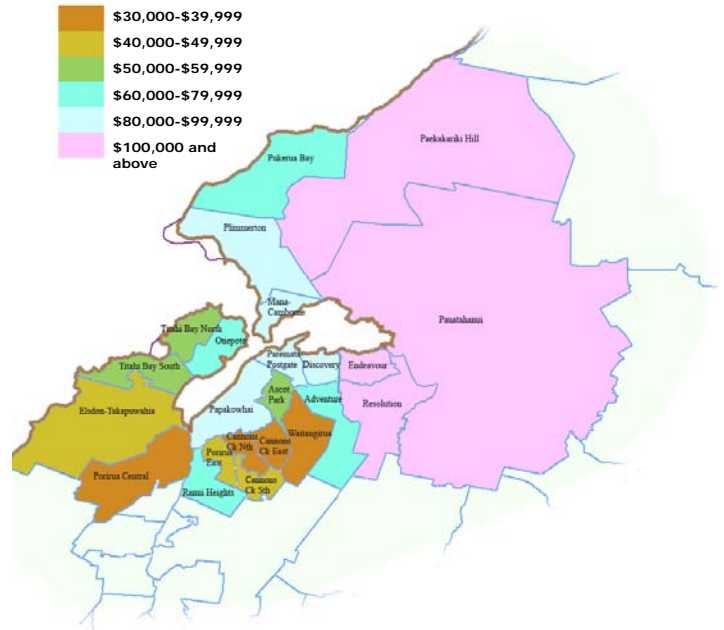 $30,000-$39,999
$40,000-$49,999
$50,000-$59,999
$60,000-$79,999
$80,000-$99,999
$100,000 and
above
Paekakariki Hill
Pukerua Bay
Plimmerton
Mana-
Camborne
Pauatahanui
Titahi Bay North
Onepoto
Titahi Bay South
Paremata
Postgate
Discovery
Endeavour
Elsdon-Takapuwahia
Papakowhai
Ascot
Park
Adventure
Resolution
Cannons
Ck Nth
Cannons
Ck East
Waitangirua
Porirua
East
Porirua Central
Cannons
Ck Sth
Ranui Heights